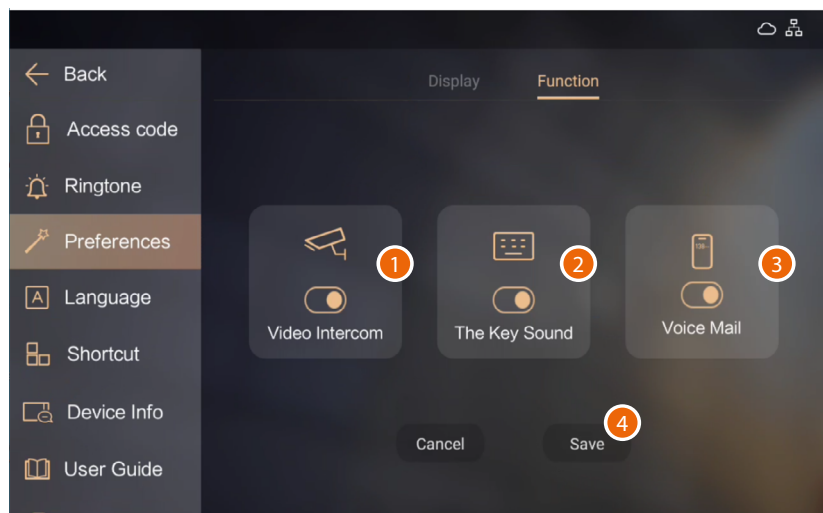 Back
Access code
Ringtone
Preferences
A Language
Shortcut
Device Info
User Guide
Display Function
1
2
3
Video Intercom
The Key Sound
Voice Mail
4
Cancel
Save